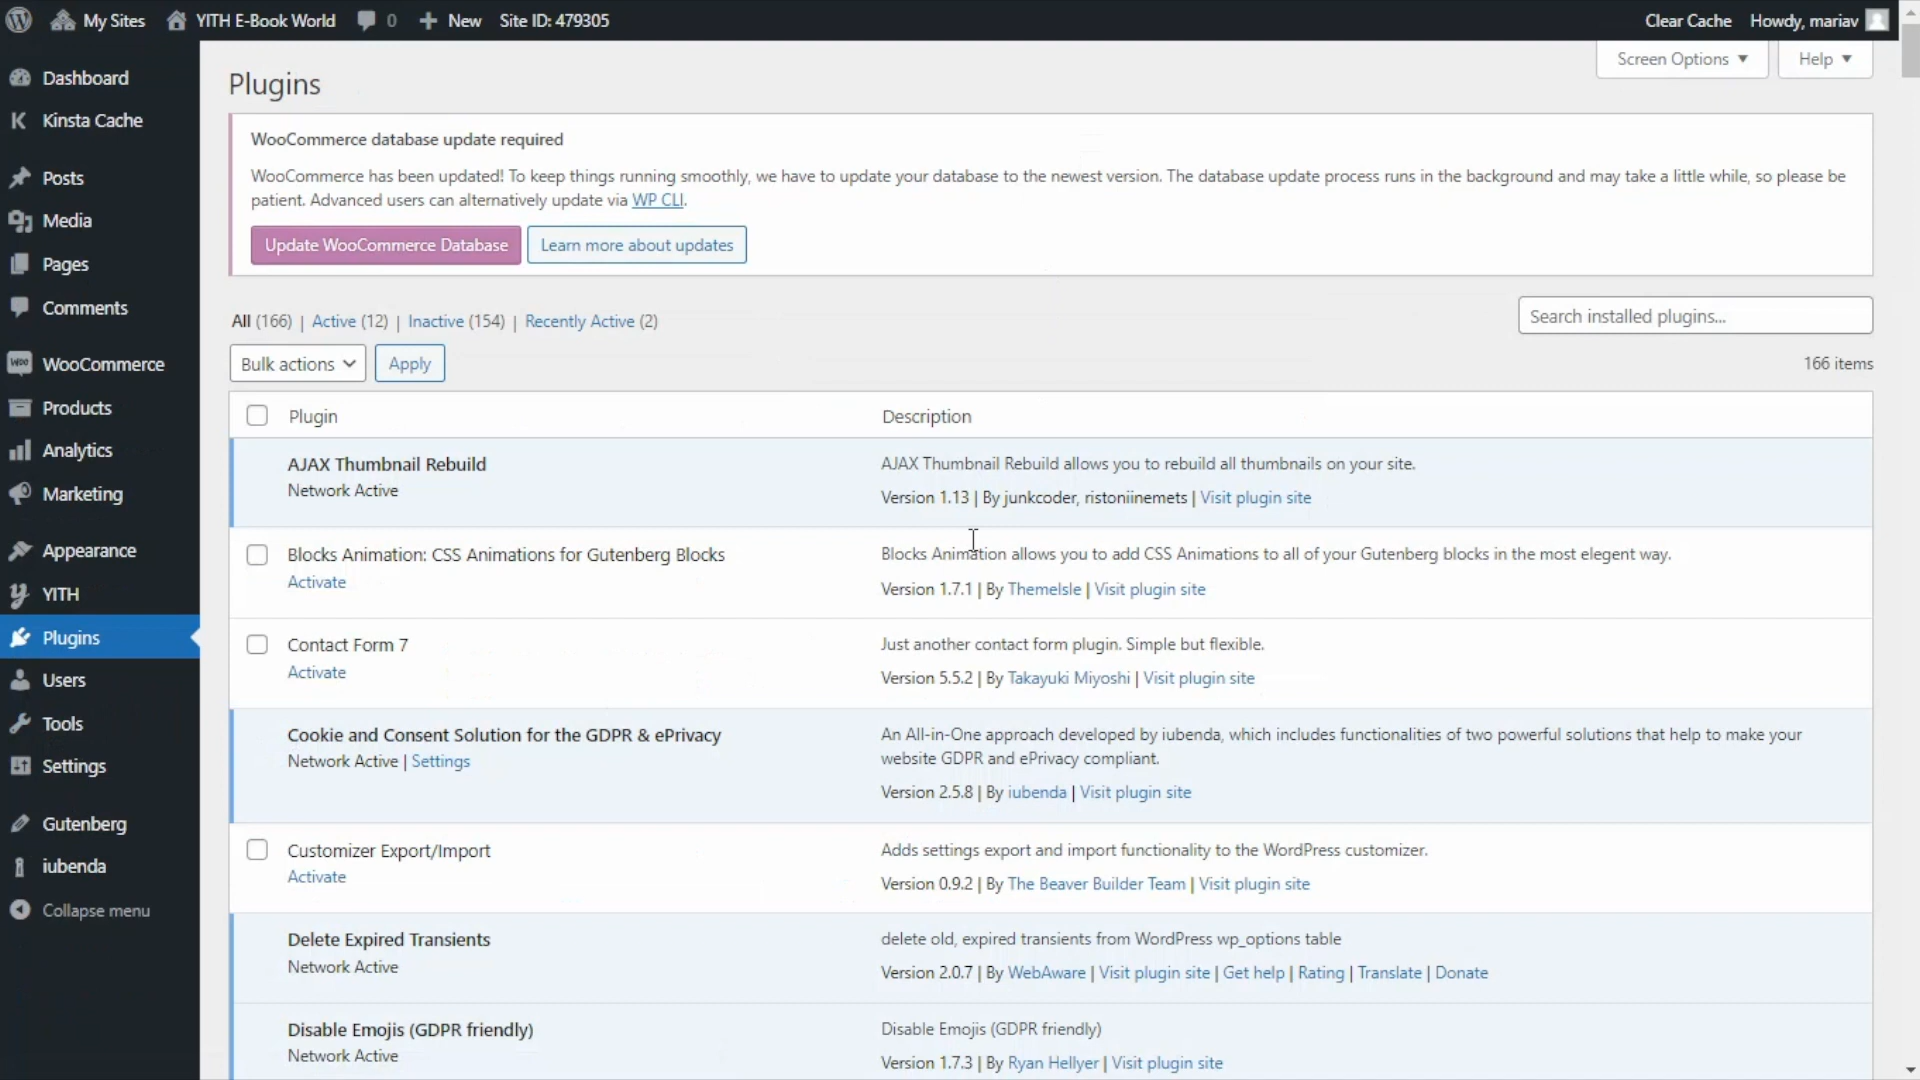 My Sites YITH E-Book World 0 New Site ID: 479305 Clear Cache Howdy, mariav
Dashboard
Kinsta Cache
Posts
Media
Pages
Comments
WooCommerce
Products
Analytics
Marketing
Appearance
YITH
Plugins
Users
Tools
Settings
Gutenberg
iubenda
Collapse menu
Screen Options Help
Plugins
WooCommerce database update required
WooCommerce has been updated! To keep things running smoothly, we have to update your database to the newest version. The database update process runs in the background and may take a little while, so please be
patient. Advanced users can alternatively update via WP CLI.
Update WooCommerce Database Learn more about updates
All (166) | Active (12) | Inactive (154) | Recently Active (2)
Search installed plugins...
Bulk actions Apply 166 items
Plugin Description
AJAX Thumbnail Rebuild AJAX Thumbnail Rebuild allows you to rebuild all thumbnails on your site.
Network Active Version 1.13 | By junkcoder, ristoniinemets | Visit plugin site
Blocks Animation: CSS Animations for Gutenberg Blocks Blocks Animation allows you to add CSS Animations to all of your Gutenberg blocks in the most elegent way.
Activate Version 1.7.1 | By ThemeIsle | Visit plugin site
Contact Form 7 Just another contact form plugin. Simple but flexible.
Activate Version 5.5.2 | By Takayuki Miyoshi | Visit plugin site
Cookie and Consent Solution for the GDPR & ePrivacy An All-in-One approach developed by iubenda, which includes functionalities of two powerful solutions that help to make your
Network Active | Settings website GDPR and ePrivacy compliant.
Version 2.5.8 | By iubenda | Visit plugin site
Customizer Export/Import Adds settings export and import functionality to the WordPress customizer.
Activate Version 0.9.2 | By The Beaver Builder Team | Visit plugin site
Delete Expired Transients delete old, expired transients from WordPress wp_options table
Network Active Version 2.0.7 | By WebAware | Visit plugin site | Get help | Rating | Translate | Donate
Disable Emojis (GDPR friendly) Disable Emojis (GDPR friendly)
Network Active Version 1.7.3 | By Ryan Hellyer | Visit plugin site